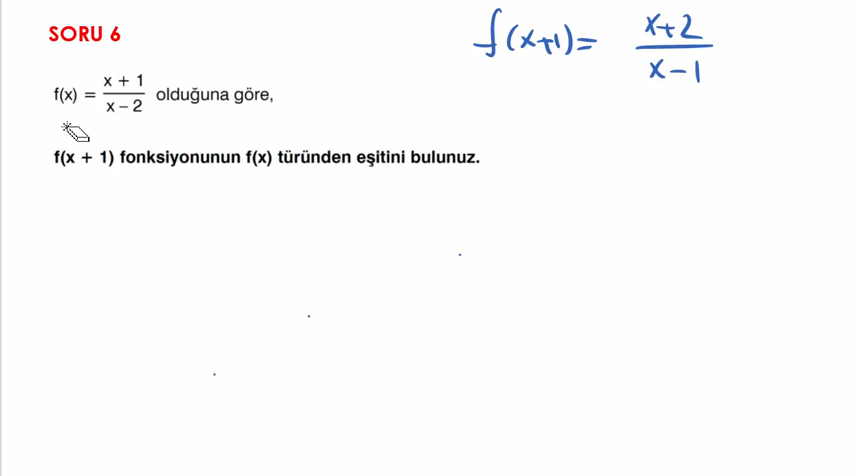 SORU 6
f(x+1) = x+2 / x-1
f(x) = x + 1 / x – 2 olduğuna göre,
f(x + 1) fonksiyonunun f(x) türünden eşitini bulunuz.